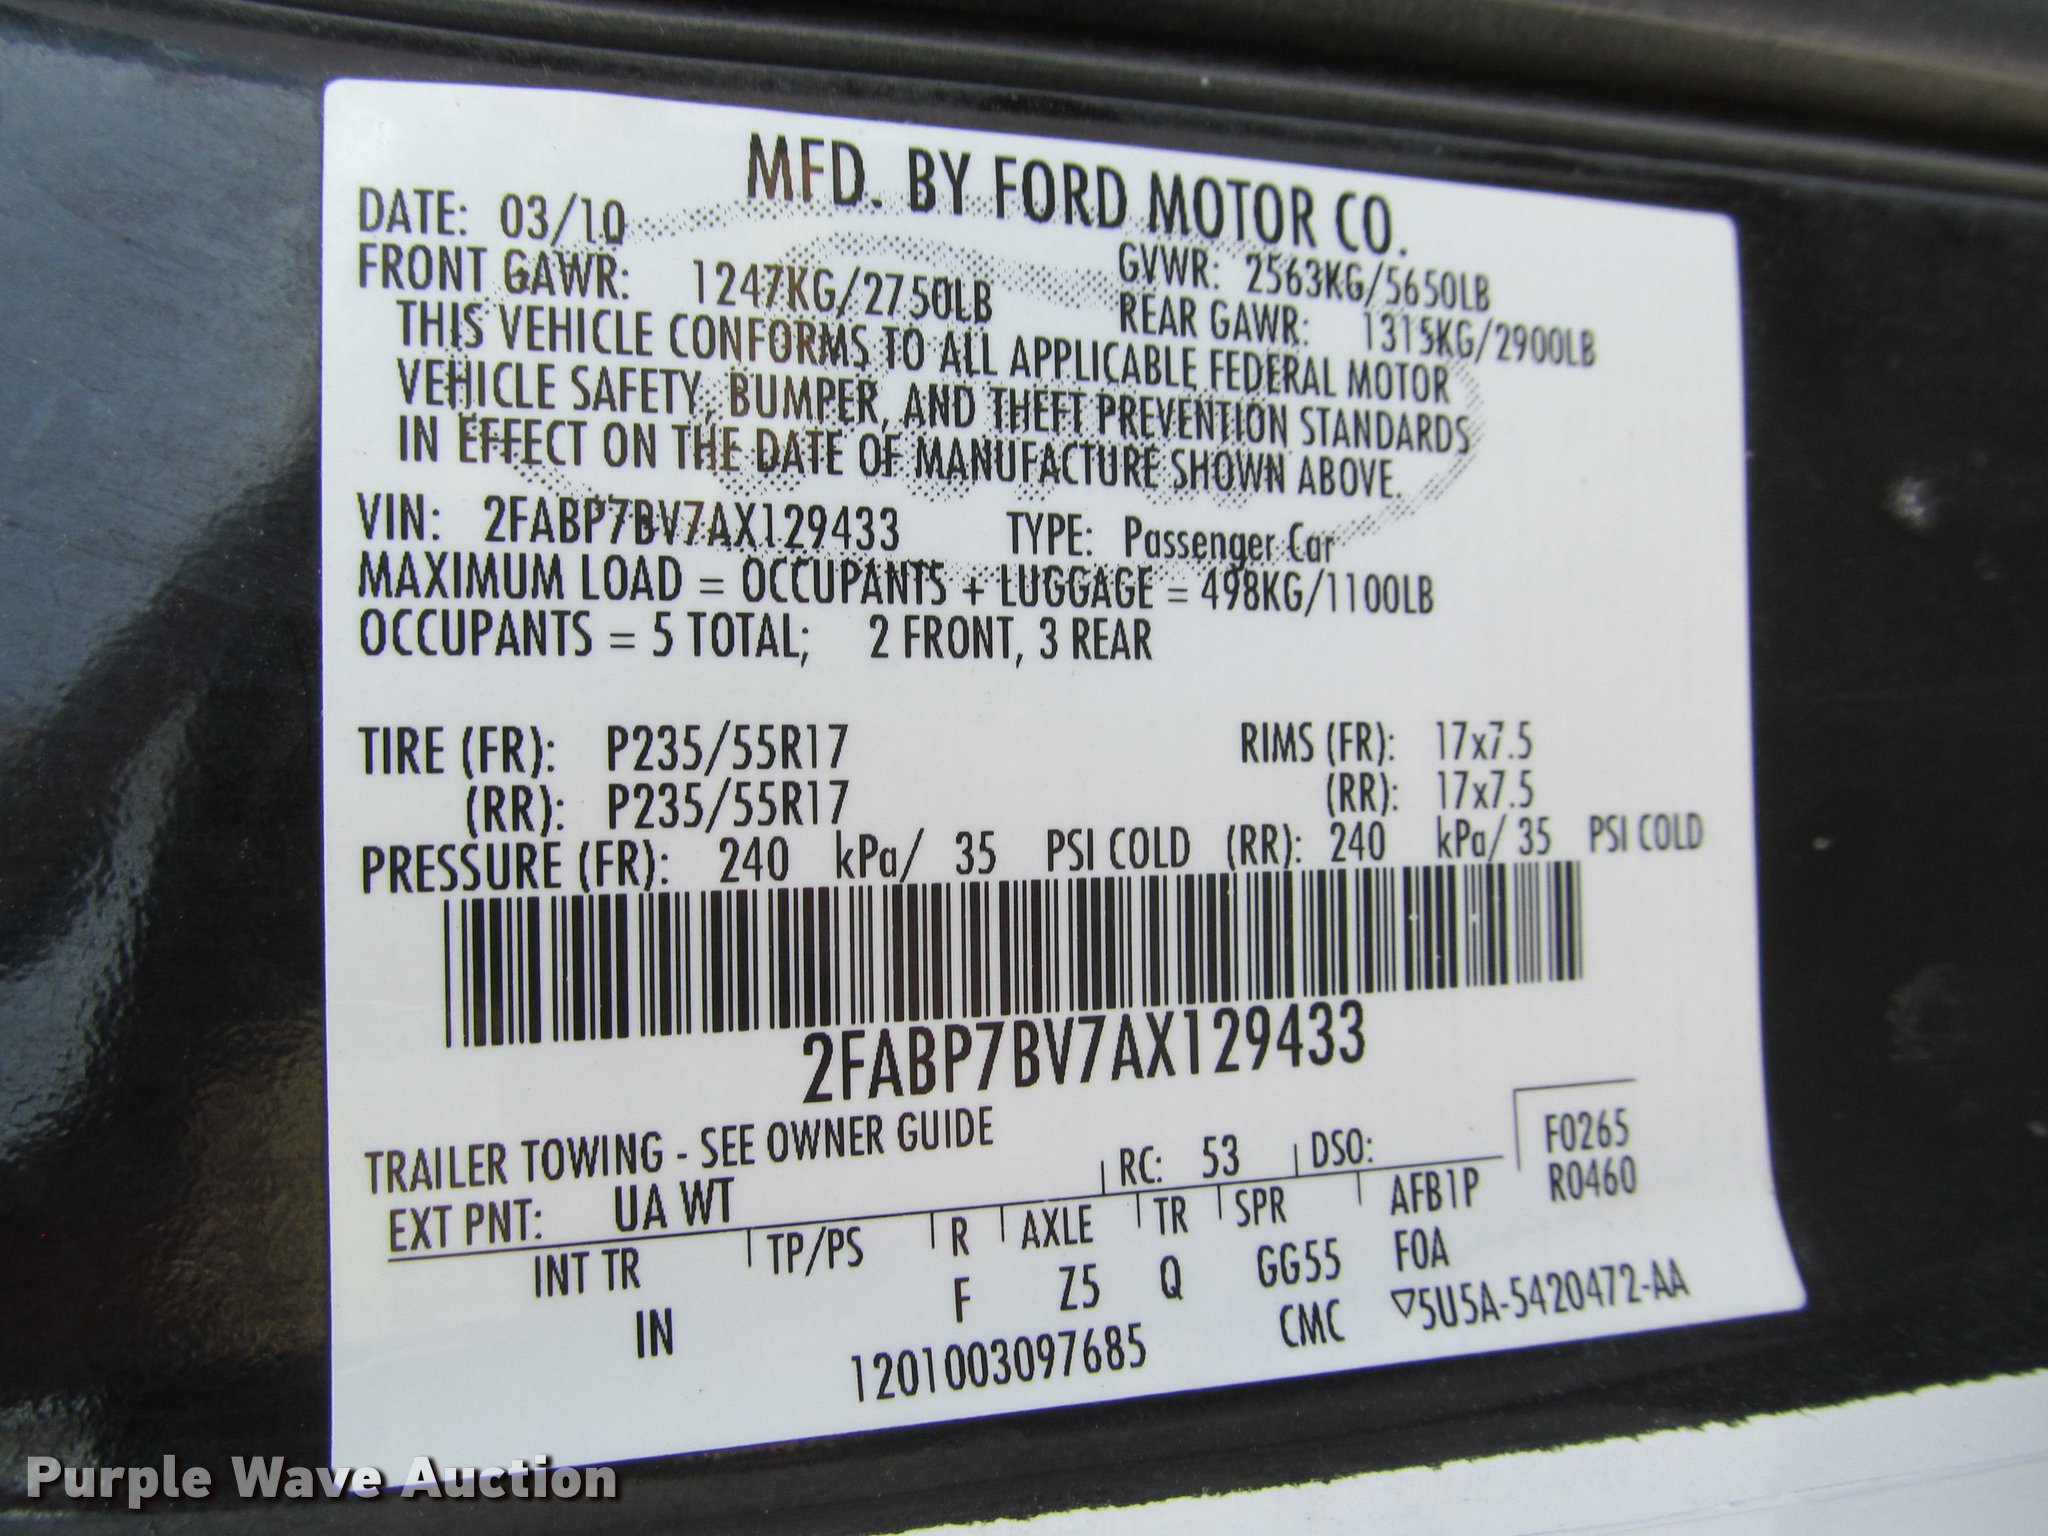 MFD. BY FORD MOTOR CO.
DATE: 03/10 GVWR: 2563KG/5650LB
FRONT GAWR: 1247KG/2750LB REAR GAWR: 1315KG/2900LB
THIS VEHICLE CONFORMS TO ALL APPLICABLE FEDERAL MOTOR
VEHICLE SAFETY, BUMPER, AND THEFT PREVENTION STANDARDS
IN EFFECT ON THE DATE OF MANUFACTURE SHOWN ABOVE.
VIN: 2FABP7BV7AX129433 TYPE: Passenger Car
MAXIMUM LOAD = OCCUPANTS + LUGGAGE = 498KG/1100LB
OCCUPANTS = 5 TOTAL; 2 FRONT, 3 REAR
TIRE (FR): P235/55R17 RIMS (FR): 17x7.5
(RR): P235/55R17 (RR): 17x7.5
PRESSURE (FR): 240 kPa/ 35 PSI COLD (RR): 240 kPa/ 35 PSI COLD
2FABP7BV7AX129433
TRAILER TOWING - SEE OWNER GUIDE
EXT PNT: UA WT RC: 53 DSO: F0265
R0460
INT TR TP/PS R AXLE TR SPR AFB1P
IN F Z5 Q GG55 F0A
1201003097685 CMC ▽5U5A-5420472-AA
Purple Wave Auction